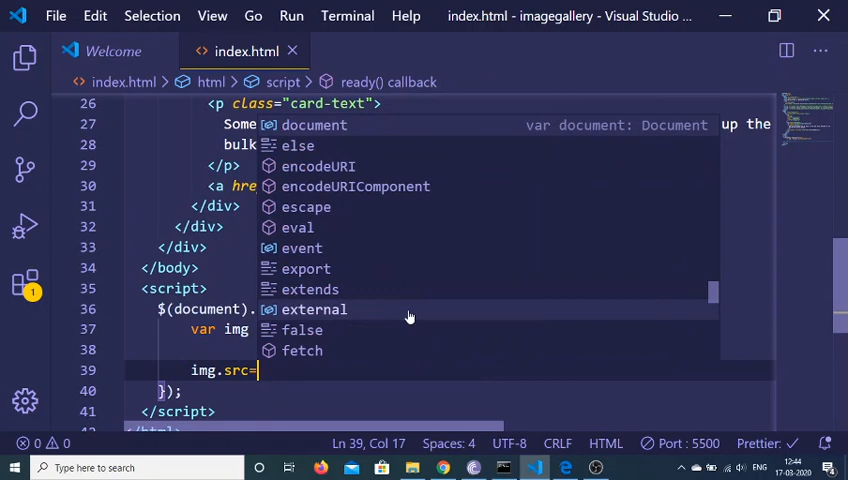 File Edit Selection View Go Run Terminal Help index.html - imagegallery - Visual Studio ...
Welcome index.html
index.html html script ready() callback
26 <p class="card-text">
27 Some up the
28 bulk
29 </p>
30 <a hre
31 </div>
32 </div>
33 </div>
34 </body>
35 <script>
36 $(document).
37 var img
38
39 img.src=
40 });
41 </script>
document var document: Document
else
encodeURI
encodeURIComponent
escape
eval
event
export
extends
external
false
fetch
1
0 0 Ln 39, Col 17 Spaces: 4 UTF-8 CRLF HTML Port : 5500 Prettier:
Type here to search ENG 12:44
17-03-2020